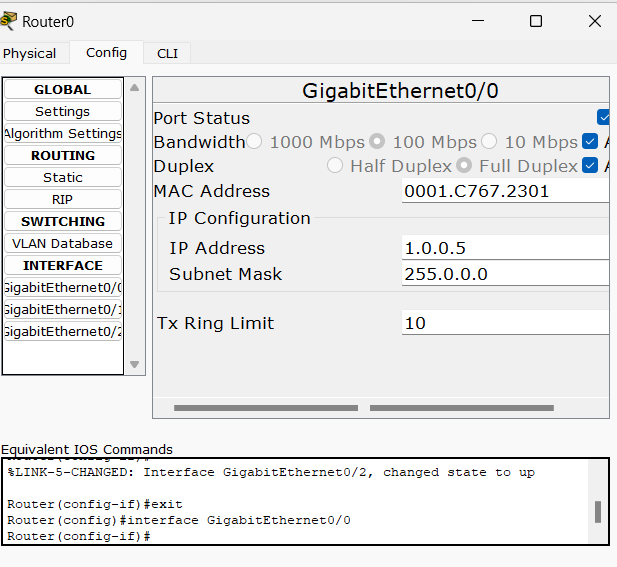 Router0
Physical Config CLI
GLOBAL
Settings
Algorithm Settings
ROUTING
Static
RIP
SWITCHING
VLAN Database
INTERFACE
GigabitEthernet0/0
GigabitEthernet0/1
GigabitEthernet0/2
GigabitEthernet0/0
Port Status
Bandwidth 1000 Mbps 100 Mbps 10 Mbps A
Duplex Half Duplex Full Duplex A
MAC Address 0001.C767.2301
IP Configuration
IP Address 1.0.0.5
Subnet Mask 255.0.0.0
Tx Ring Limit 10
Equivalent IOS Commands
Router(config-if)#
%LINK-5-CHANGED: Interface GigabitEthernet0/2, changed state to up
Router(config-if)#exit
Router(config)#interface GigabitEthernet0/0
Router(config-if)#